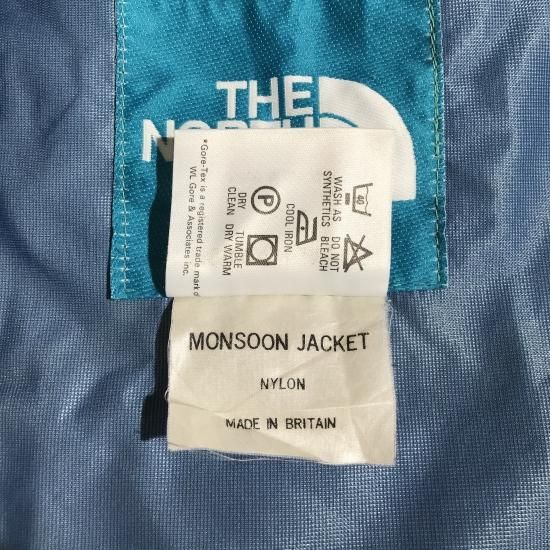 THE
NORTH
WASH AS
SYNTHETICS
40
DO NOT
BLEACH
COOL IRON
DRY
CLEAN
P
TUMBLE
DRY WARM
*Gore-Tex is a registered trade mark
WL Gore & Associates inc.
MONSOON JACKET
NYLON
MADE IN BRITAIN